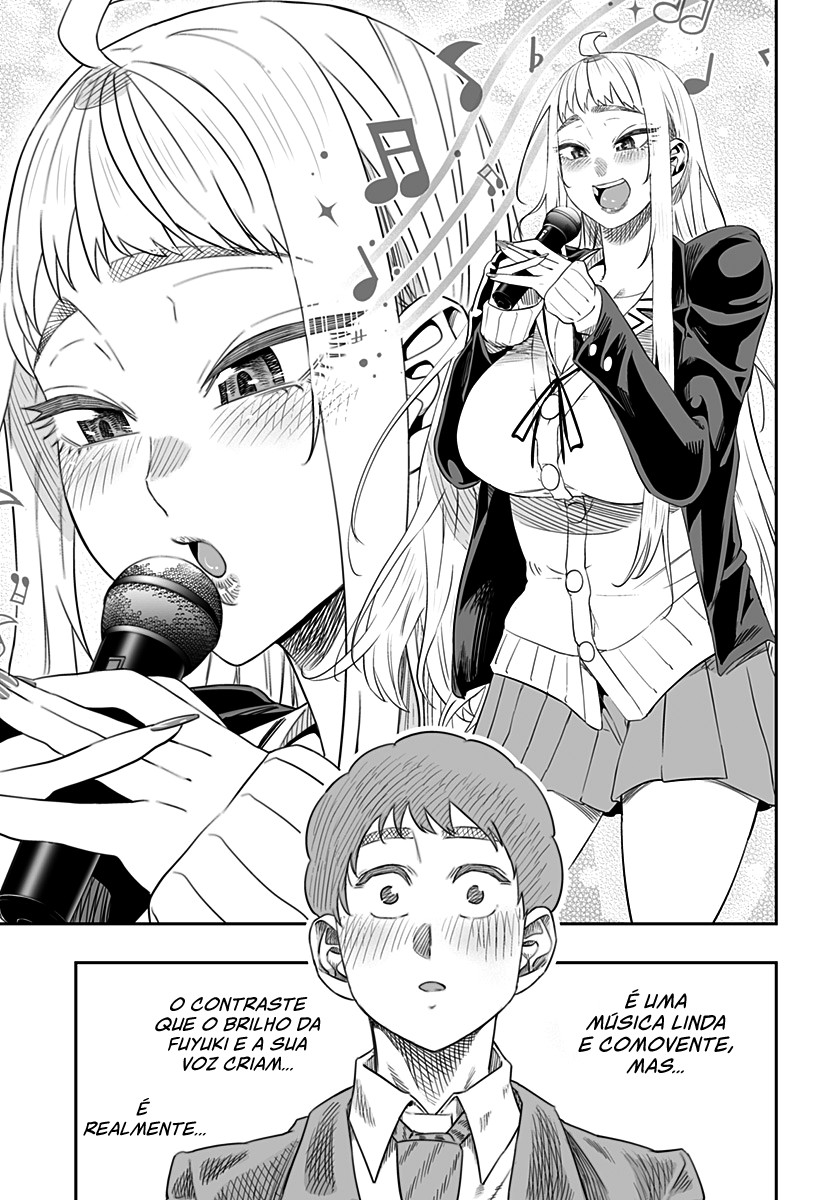 É UMA
MÚSICA LINDA
E COMOVENTE,
MAS...
O CONTRASTE
QUE O BRILHO DA
FUYUKI E A SUA
VOZ CRIAM...
É
REALMENTE...